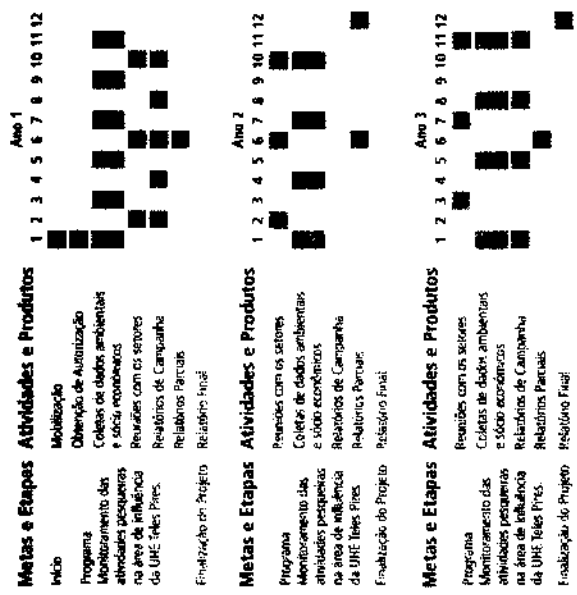 Ano 1
Metas e Etapas Atividades e Produtos 1 2 3 4 5 6 7 8 9 10 11 12
Início Mobilização
Obtenção de Autorização
Programa Coletas de dados ambientais
Monitoramento das e sócio econômicos
atividades pesqueiras Reuniões com os setores
na área de influência Relatórios de Campanha
da UHE Teles Pires. Relatórios Parciais
Finalização do Projeto Relatório Final
Ano 2
Metas e Etapas Atividades e Produtos 1 2 3 4 5 6 7 8 9 10 11 12
Programa Reuniões com os setores
Monitoramento das Coletas de dados ambientais
atividades pesqueiras e sócio econômicos
na área de influência Relatórios de Campanha
da UHE Teles Pires. Relatórios Parciais
Finalização do Projeto Relatório Final
Ano 3
Metas e Etapas Atividades e Produtos 1 2 3 4 5 6 7 8 9 10 11 12
Programa Reuniões com os setores
Monitoramento das Coletas de dados ambientais
atividades pesqueiras e sócio econômicos
na área de influência Relatórios de Campanha
da UHE Teles Pires. Relatórios Parciais
Finalização do Projeto Relatório Final